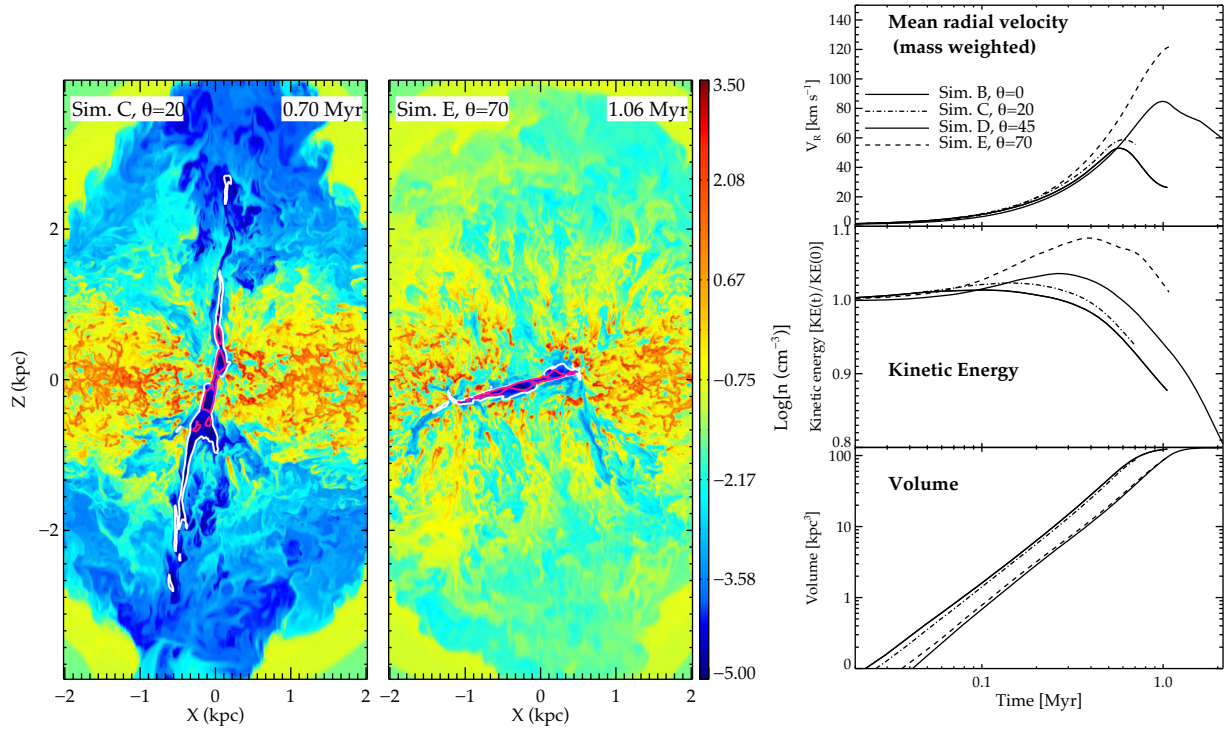 Sim. C, θ=20
0.70 Myr
Z (kpc)
2
0
−2
−2
−1
0
1
2
X (kpc)
Sim. E, θ=70
1.06 Myr
−2
−1
0
1
2
X (kpc)
3.50
2.08
0.67
−0.75
−2.17
−3.58
−5.00
Log[n (cm⁻³)]
Mean radial velocity
(mass weighted)
Sim. B, θ=0
Sim. C, θ=20
Sim. D, θ=45
Sim. E, θ=70
V_R [km s⁻¹]
140
120
100
80
60
40
20
0
Kinetic energy [KE(t)/KE(0)]
1.1
1.0
0.9
0.8
Kinetic Energy
Volume
Volume [kpc³]
100
10
1
0
0.1
1.0
Time [Myr]